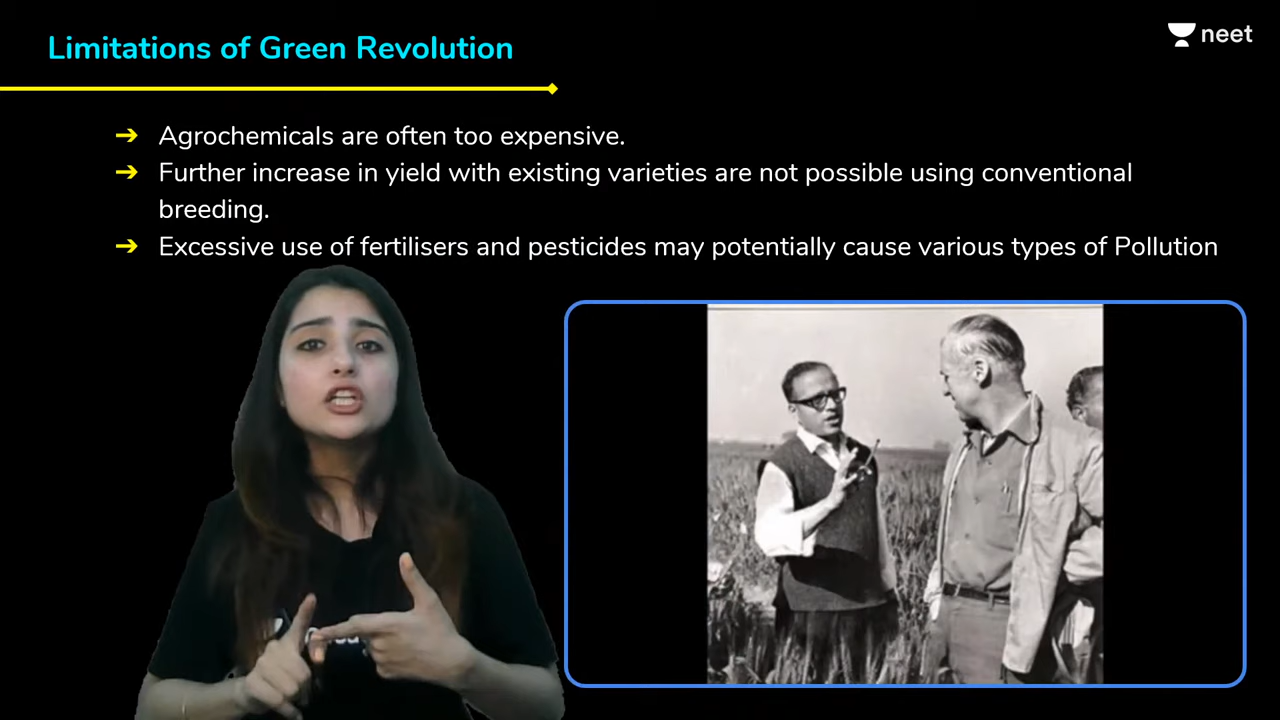 Limitations of Green Revolution
neet
➔ Agrochemicals are often too expensive.
➔ Further increase in yield with existing varieties are not possible using conventional
breeding.
➔ Excessive use of fertilisers and pesticides may potentially cause various types of Pollution